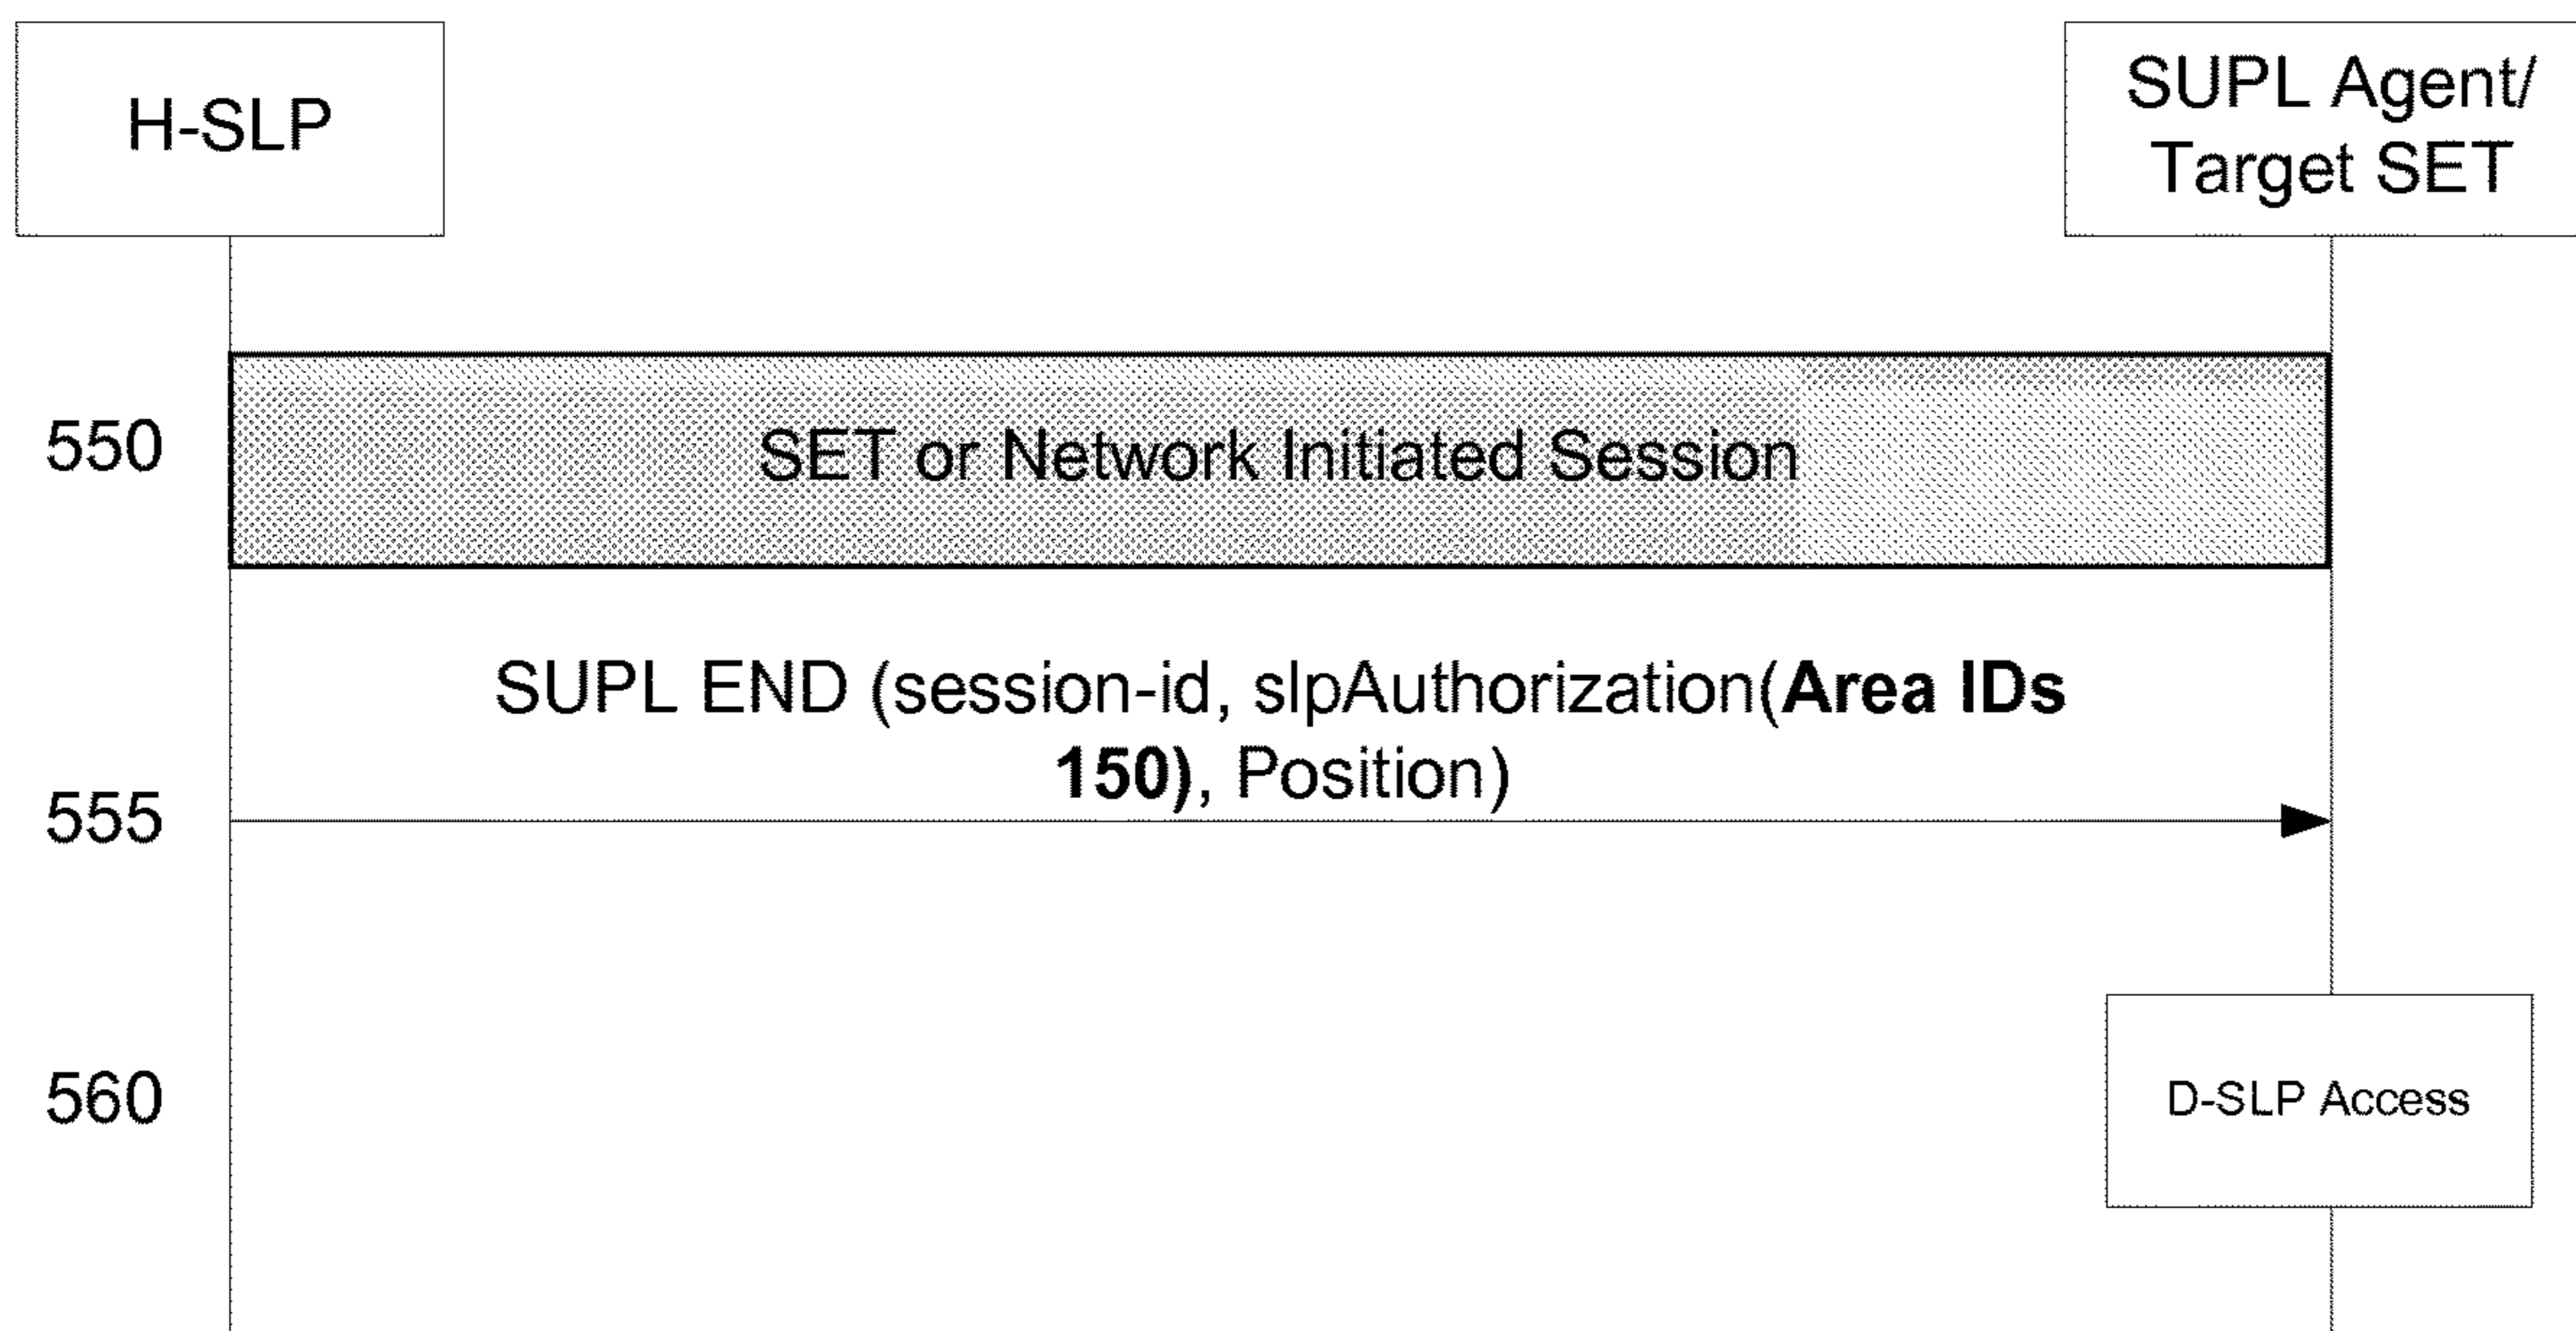 H-SLP
SUPL Agent/
Target SET
550
SET or Network Initiated Session
SUPL END (session-id, slpAuthorization(Area IDs
150), Position)
555
560
D-SLP Access